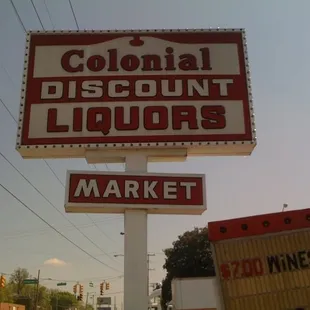 Colonial
DISCOUNT
LIQUORS
MARKET
$7.00 WINES